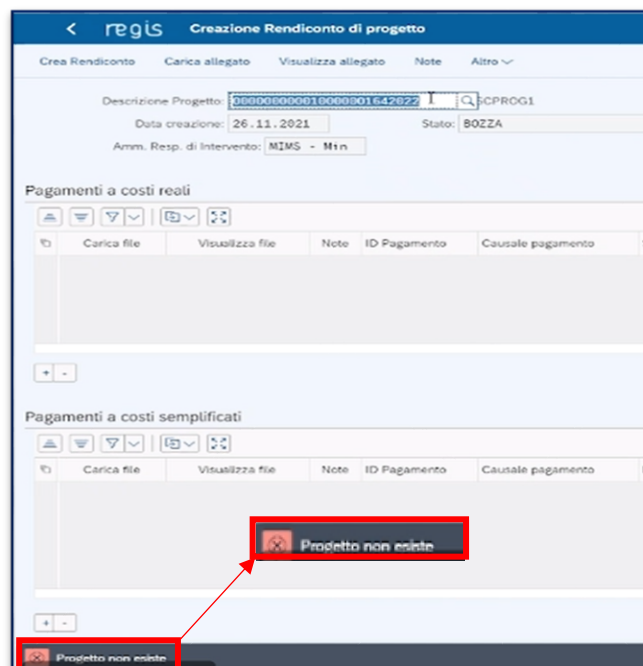 regis Creazione Rendiconto di progetto
Crea Rendiconto Carica allegato Visualizza allegato Note Altro
Descrizione Progetto: SCPROG1
Data creazione: 26.11.2021 Stato: BOZZA
Amm. Resp. di Intervento: MIMS - Min
Pagamenti a costi reali
Carica file Visualizza file Note ID Pagamento Causale pagamento
+ -
Pagamenti a costi semplificati
Carica file Visualizza file Note ID Pagamento Causale pagamento
Progetto non esiste
+ -
Progetto non esiste